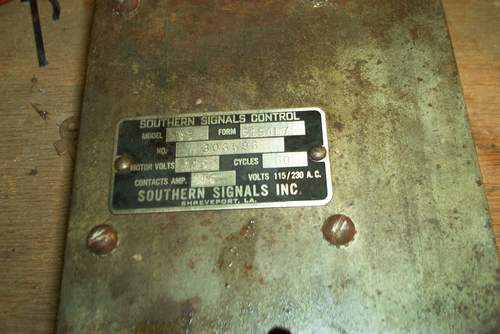 SOUTHERN SIGNALS CONTROL
MODEL FORM
NO.
MOTOR VOLTS CYCLES 60
CONTACTS AMP. VOLTS 115/230 A.C.
SOUTHERN SIGNALS INC
SHREVEPORT, LA.